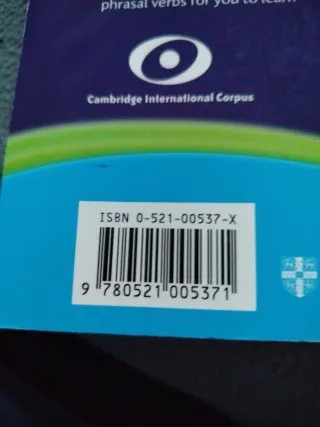 phrasal verbs for you to learn
Cambridge International Corpus
ISBN 0-521-00537-X
9 780521 005371